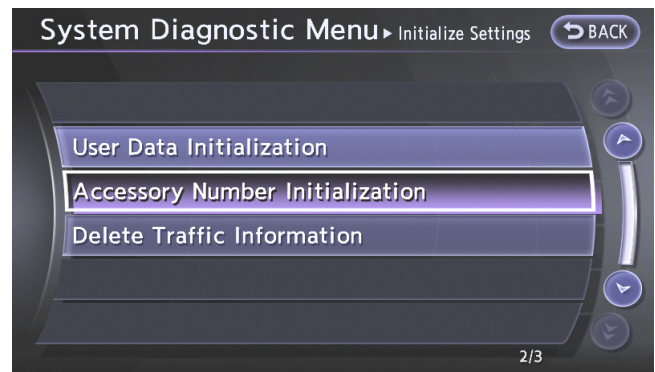 System Diagnostic Menu ▸ Initialize Settings
BACK
User Data Initialization
Accessory Number Initialization
Delete Traffic Information
2/3